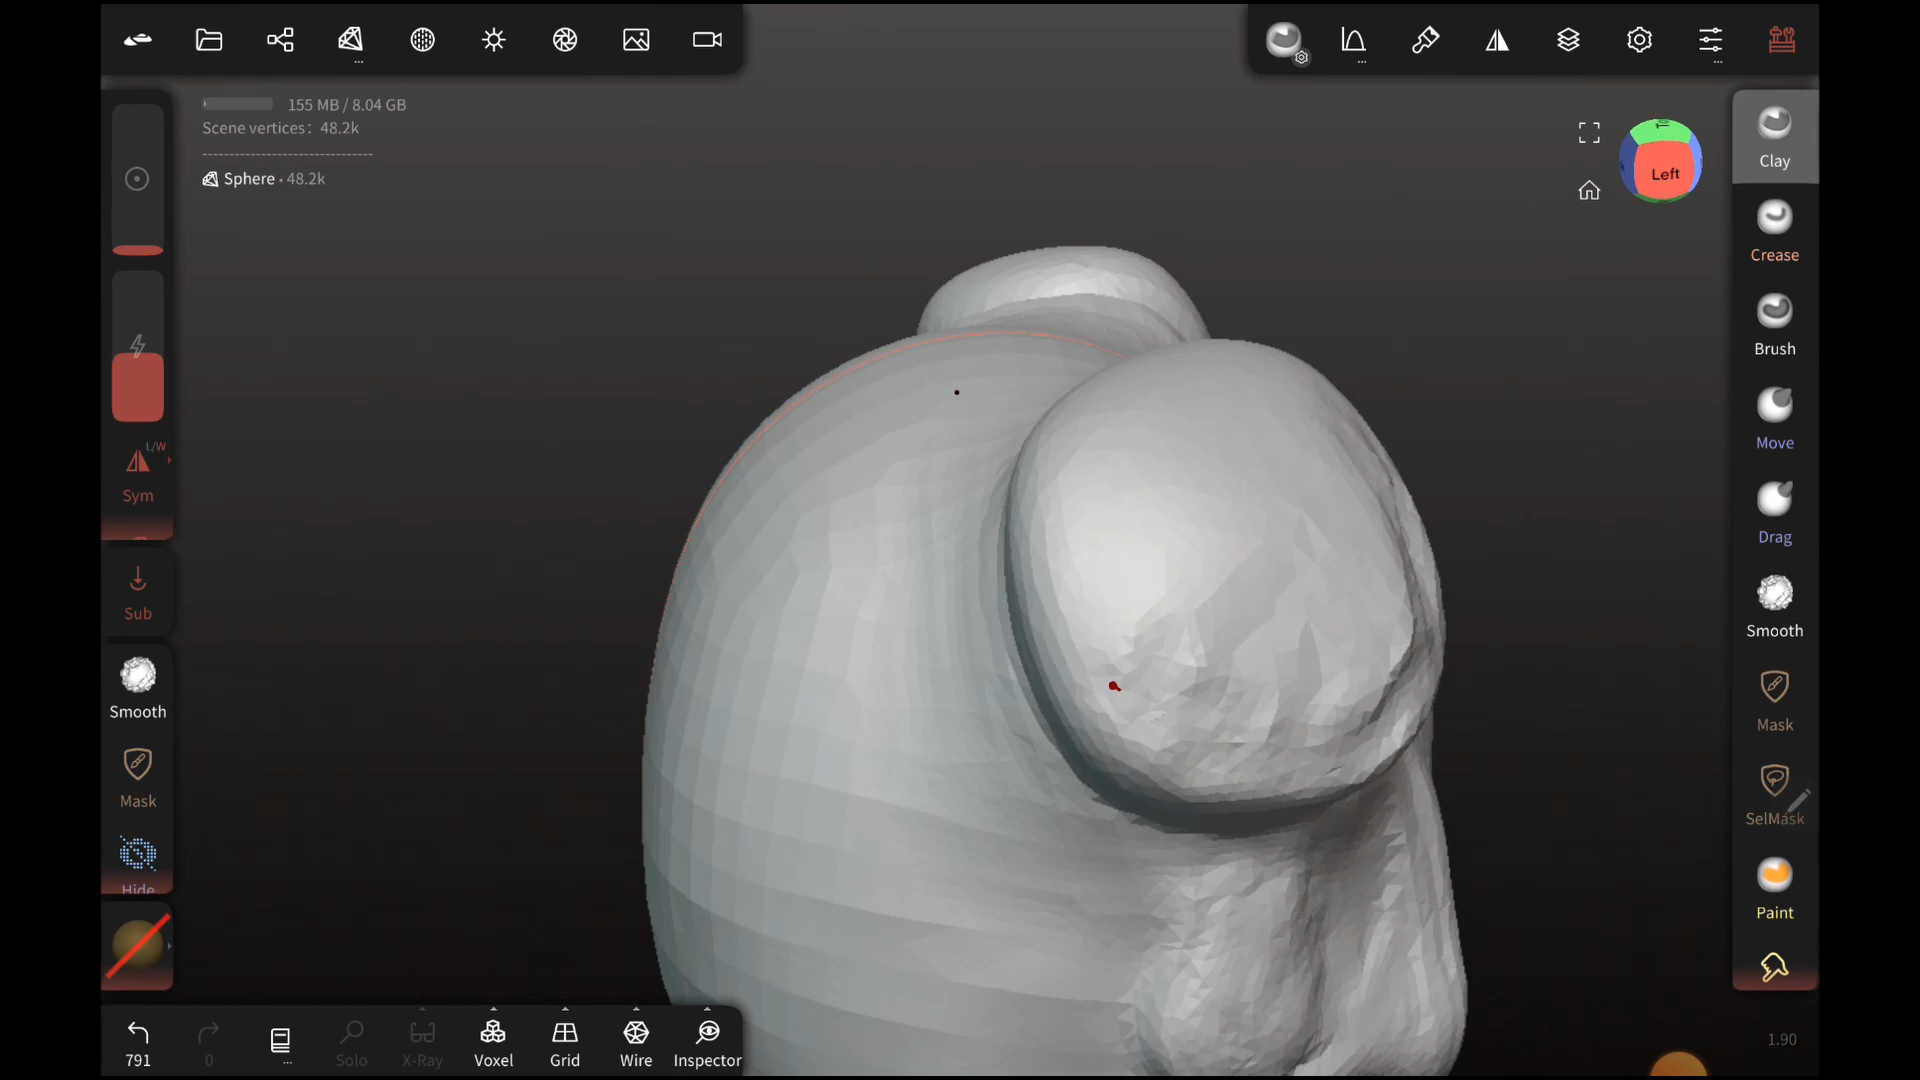 155 MB / 8.04 GB
Scene vertices: 48.2k
Sphere • 48.2k
Left
Clay
Crease
Brush
Move
Drag
Smooth
Mask
SelMask
Paint
L/W
Sym
Sub
Smooth
Mask
Hide
791
0
Solo
X-Ray
Voxel
Grid
Wire
Inspector
1.90